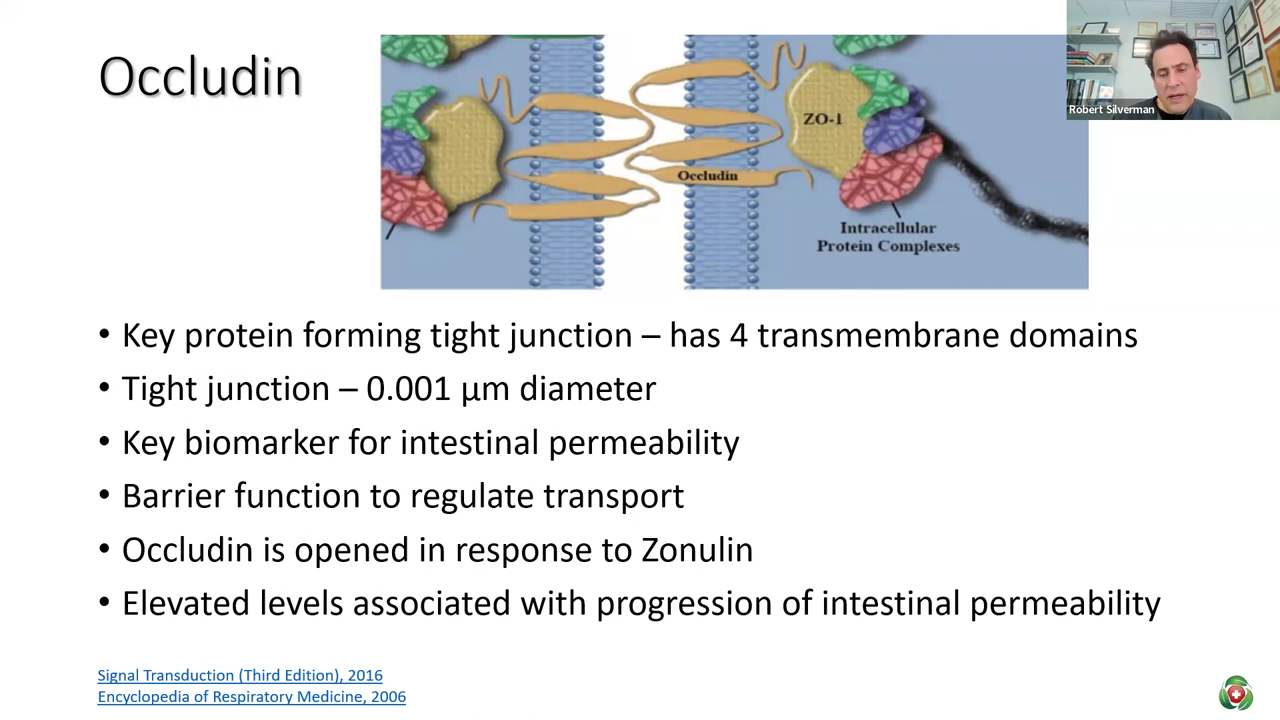 Occludin
Robert Silverman
ZO-1
Occludin
Intracellular
Protein Complexes
• Key protein forming tight junction – has 4 transmembrane domains
• Tight junction – 0.001 µm diameter
• Key biomarker for intestinal permeability
• Barrier function to regulate transport
• Occludin is opened in response to Zonulin
• Elevated levels associated with progression of intestinal permeability
Signal Transduction (Third Edition), 2016
Encyclopedia of Respiratory Medicine, 2006